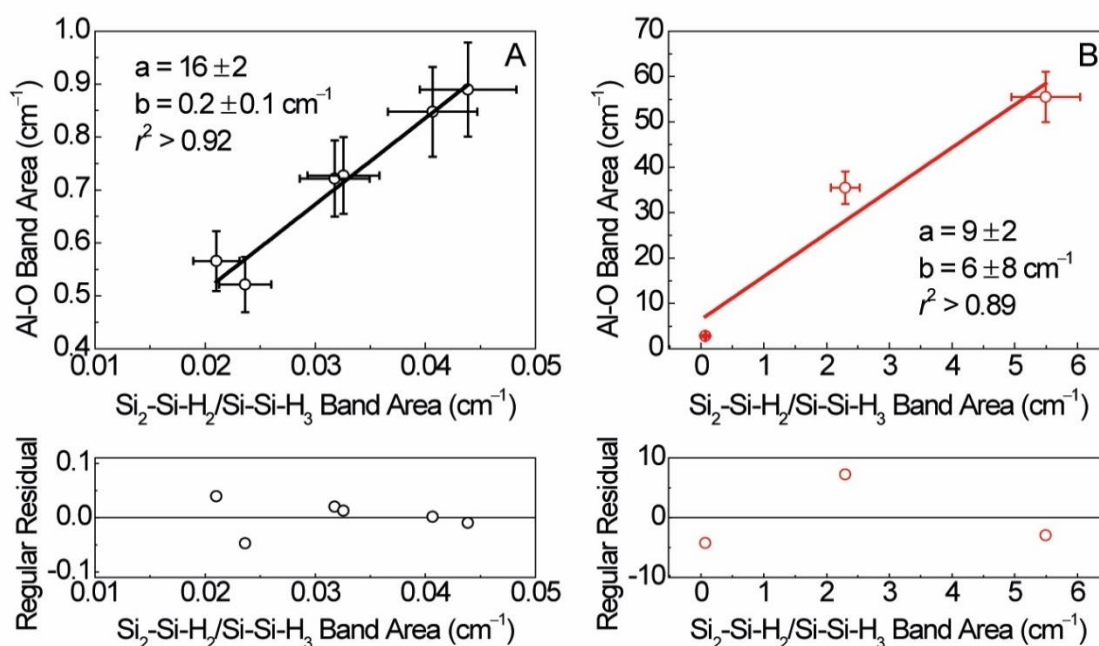 A
a = 16 ±2
b = 0.2 ±0.1 cm⁻¹
r² > 0.92
Al-O Band Area (cm⁻¹)
1.0
0.9
0.8
0.7
0.6
0.5
0.4
0.01 0.02 0.03 0.04 0.05
Si₂-Si-H₂/Si-Si-H₃ Band Area (cm⁻¹)
B
a = 9 ±2
b = 6 ±8 cm⁻¹
r² > 0.89
Al-O Band Area (cm⁻¹)
70
60
50
40
30
20
10
0
0 1 2 3 4 5 6
Si₂-Si-H₂/Si-Si-H₃ Band Area (cm⁻¹)
Regular Residual
0.1
0.0
-0.1
0.01 0.02 0.03 0.04 0.05
Si₂-Si-H₂/Si-Si-H₃ Band Area (cm⁻¹)
Regular Residual
10
0
-10
0 1 2 3 4 5 6
Si₂-Si-H₂/Si-Si-H₃ Band Area (cm⁻¹)